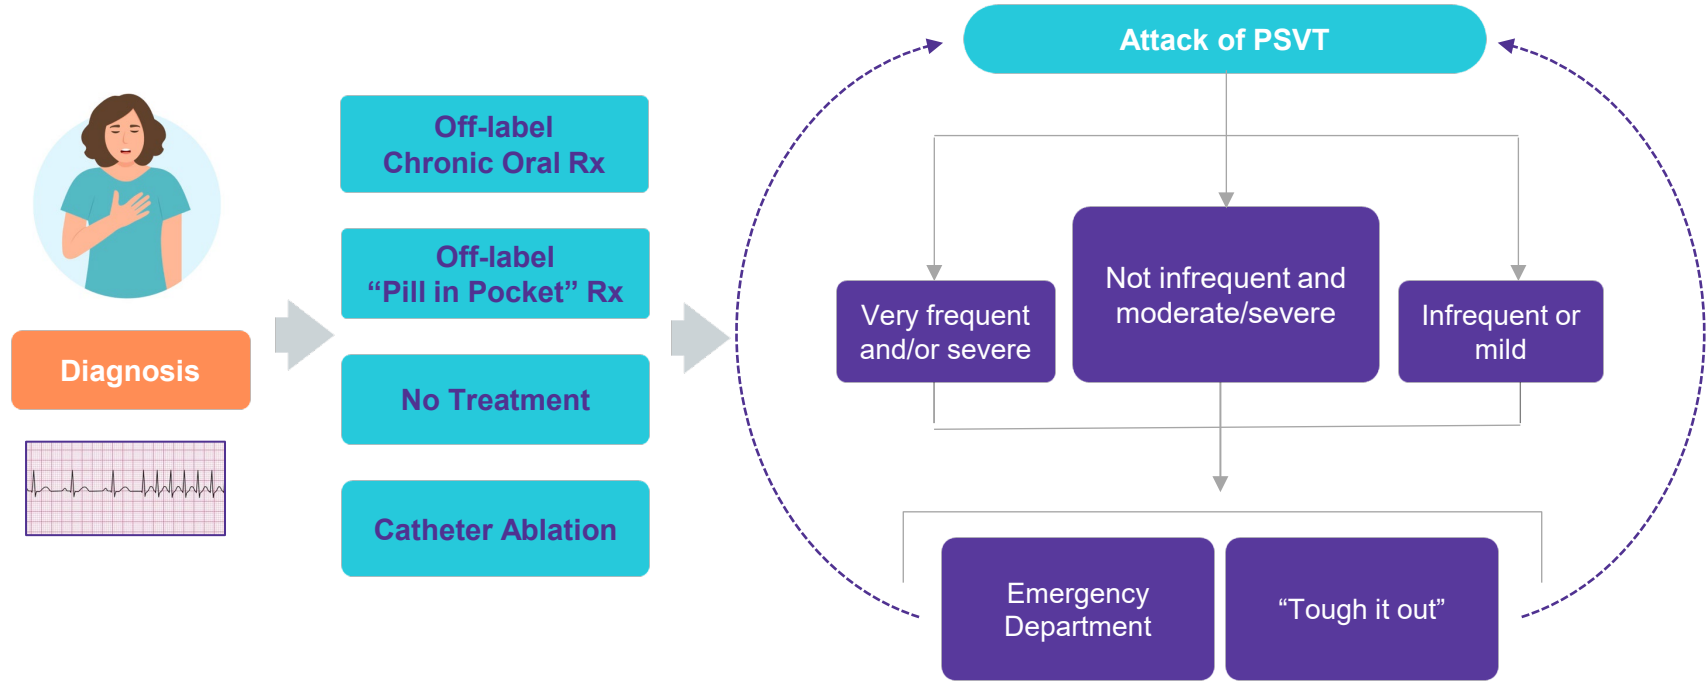 Diagnosis
Off-label
Chronic Oral Rx
Off-label
“Pill in Pocket” Rx
No Treatment
Catheter Ablation
Attack of PSVT
Very frequent
and/or severe
Not infrequent and
moderate/severe
Infrequent or
mild
Emergency
Department
“Tough it out”